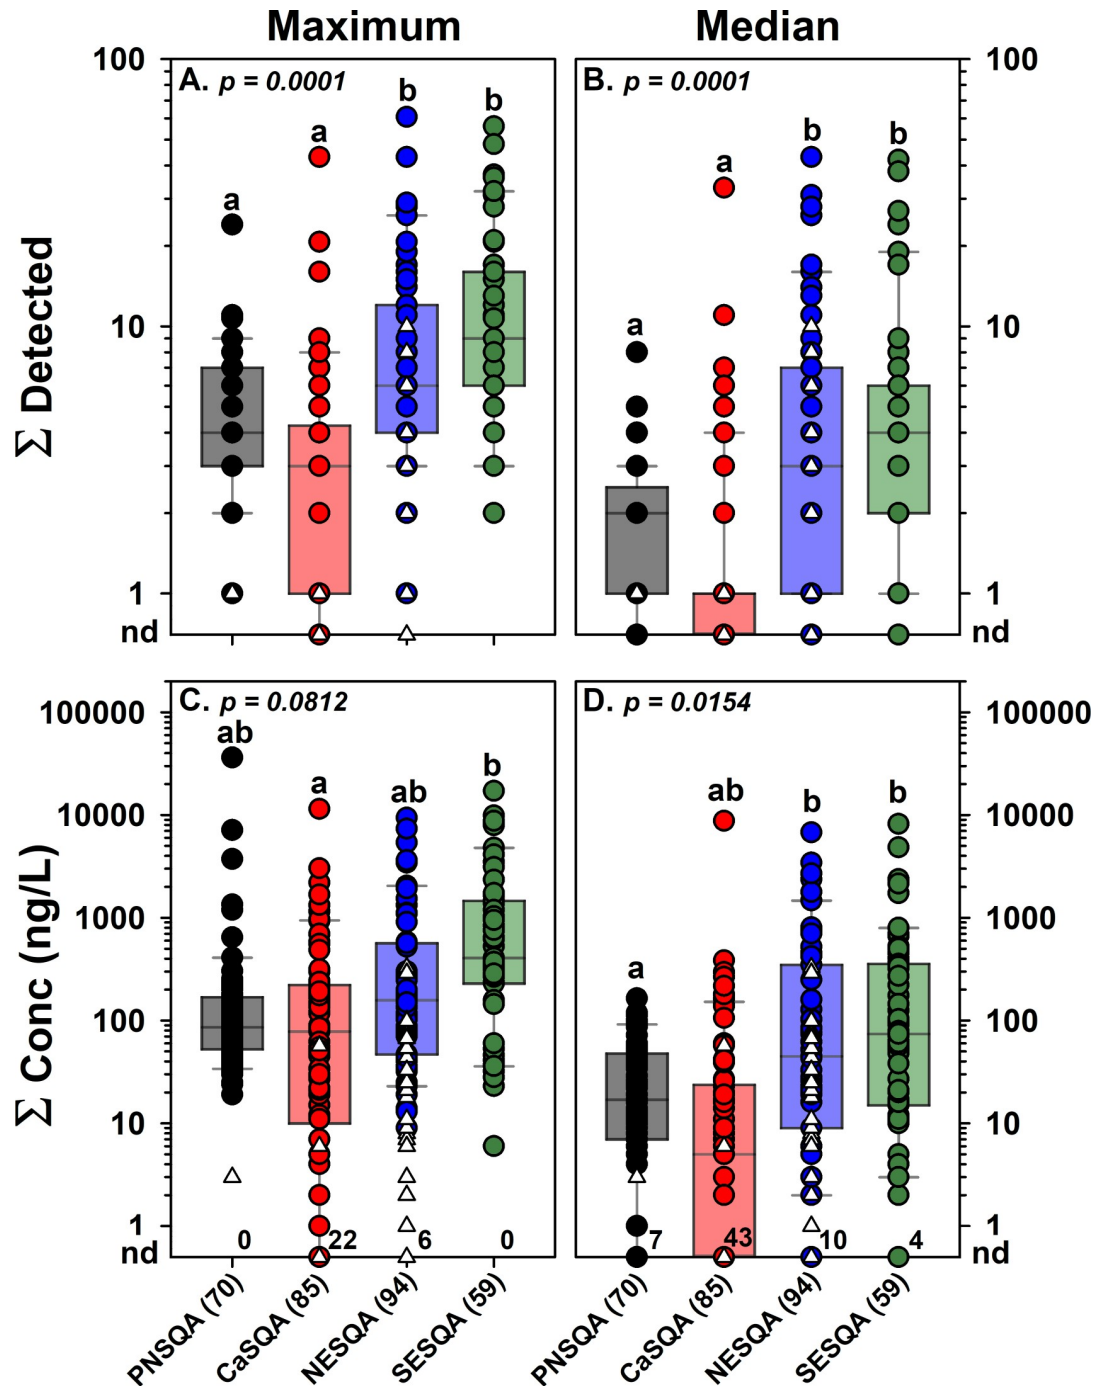 Maximum Median
100 A. p = 0.0001 a a b b B. p = 0.0001 a a b b 100
Σ Detected
10 10
1 1
nd nd
C. p = 0.0812 ab a ab b D. p = 0.0154 a ab b b
100000 100000
10000 10000
Σ Conc (ng/L)
1000 1000
100 100
10 10
1 1
nd 0 22 6 0 7 43 10 4 nd
PNSQA (70) CaSQA (85) NESQA (94) SESQA (59) PNSQA (70) CaSQA (85) NESQA (94) SESQA (59)